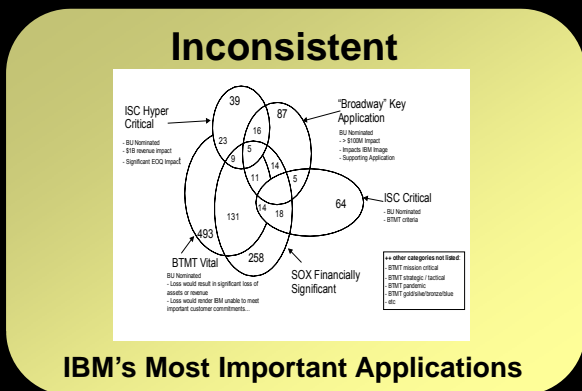 Inconsistent
ISC Hyper
Critical
- BU Nominated
- $1B revenue impact
- Significant EOQ Impact
39
87
23
16
5
9
14
11
5
14
18
131
493
258
64
“Broadway” Key
Application
BU Nominated
- > $100M Impact
- Impacts IBM Image
- Supporting Application
ISC Critical
- BU Nominated
- BTMT criteria
BTMT Vital
BU Nominated
- Loss would result in significant loss of
assets or revenue
- Loss would render IBM unable to meet
important customer commitments...
SOX Financially
Significant
++ other categories not listed:
- BTMT mission critical
- BTMT strategic / tactical
- BTMT pandemic
- BTMT gold/silve/bronze/blue
- etc
IBM’s Most Important Applications